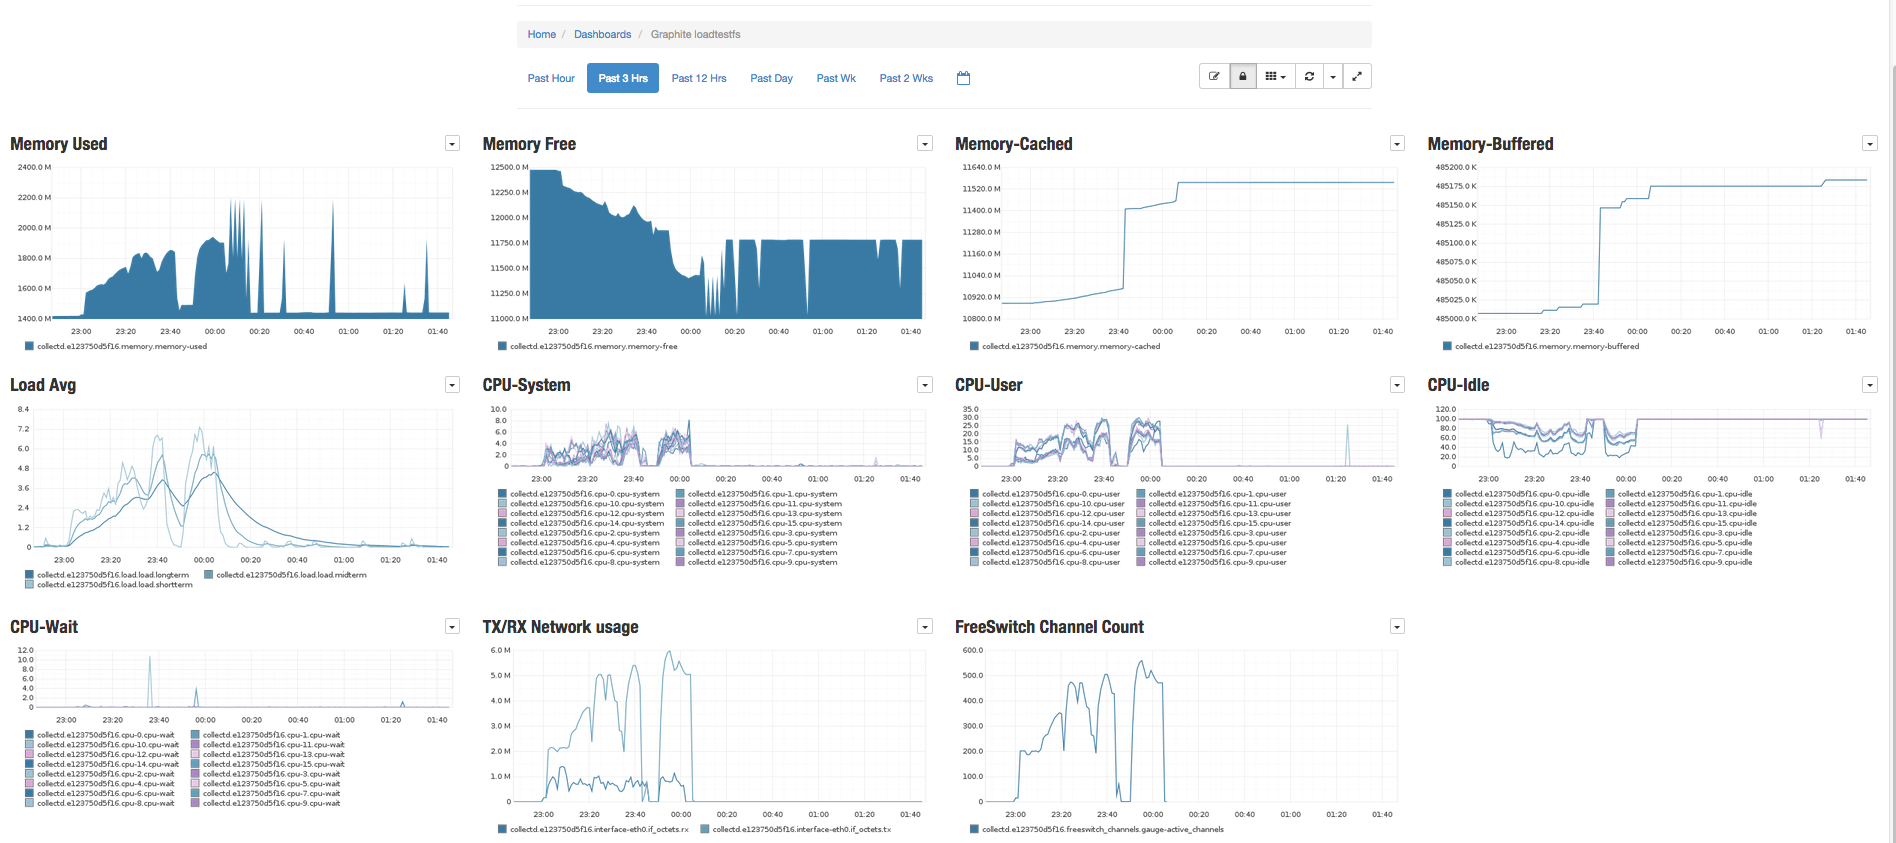 Home / Dashboards / Graphite loadtestfs
Past Hour Past 3 Hrs Past 12 Hrs Past Day Past Wk Past 2 Wks
Memory Used
2400.0 M
2200.0 M
2000.0 M
1800.0 M
1600.0 M
1400.0 M
23:00 23:20 23:40 00:00 00:20 00:40 01:00 01:20 01:40
collectd.e123750d5f16.memory.memory-used
Memory Free
12500.0 M
12250.0 M
12000.0 M
11750.0 M
11500.0 M
11250.0 M
11000.0 M
23:00 23:20 23:40 00:00 00:20 00:40 01:00 01:20 01:40
collectd.e123750d5f16.memory.memory-free
Memory-Cached
11640.0 M
11520.0 M
11400.0 M
11280.0 M
11160.0 M
11040.0 M
10920.0 M
10800.0 M
23:00 23:20 23:40 00:00 00:20 00:40 01:00 01:20 01:40
collectd.e123750d5f16.memory.memory-cached
Memory-Buffered
485200.0 K
485175.0 K
485150.0 K
485125.0 K
485100.0 K
485075.0 K
485050.0 K
485025.0 K
485000.0 K
23:00 23:20 23:40 00:00 00:20 00:40 01:00 01:20 01:40
collectd.e123750d5f16.memory.memory-buffered
Load Avg
8.4
7.2
6.0
4.8
3.6
2.4
1.2
0
23:00 23:20 23:40 00:00 00:20 00:40 01:00 01:20 01:40
collectd.e123750d5f16.load.load.longterm collectd.e123750d5f16.load.load.midterm
collectd.e123750d5f16.load.load.shortterm
CPU-System
10.0
8.0
6.0
4.0
2.0
0
23:00 23:20 23:40 00:00 00:20 00:40 01:00 01:20 01:40
collectd.e123750d5f16.cpu-0.cpu-system collectd.e123750d5f16.cpu-1.cpu-system
collectd.e123750d5f16.cpu-10.cpu-system collectd.e123750d5f16.cpu-11.cpu-system
collectd.e123750d5f16.cpu-12.cpu-system collectd.e123750d5f16.cpu-13.cpu-system
collectd.e123750d5f16.cpu-14.cpu-system collectd.e123750d5f16.cpu-15.cpu-system
collectd.e123750d5f16.cpu-2.cpu-system collectd.e123750d5f16.cpu-3.cpu-system
collectd.e123750d5f16.cpu-4.cpu-system collectd.e123750d5f16.cpu-5.cpu-system
collectd.e123750d5f16.cpu-6.cpu-system collectd.e123750d5f16.cpu-7.cpu-system
collectd.e123750d5f16.cpu-8.cpu-system collectd.e123750d5f16.cpu-9.cpu-system
CPU-User
35.0
30.0
25.0
20.0
15.0
10.0
5.0
0
23:00 23:20 23:40 00:00 00:20 00:40 01:00 01:20 01:40
collectd.e123750d5f16.cpu-0.cpu-user collectd.e123750d5f16.cpu-1.cpu-user
collectd.e123750d5f16.cpu-10.cpu-user collectd.e123750d5f16.cpu-11.cpu-user
collectd.e123750d5f16.cpu-12.cpu-user collectd.e123750d5f16.cpu-13.cpu-user
collectd.e123750d5f16.cpu-14.cpu-user collectd.e123750d5f16.cpu-15.cpu-user
collectd.e123750d5f16.cpu-2.cpu-user collectd.e123750d5f16.cpu-3.cpu-user
collectd.e123750d5f16.cpu-4.cpu-user collectd.e123750d5f16.cpu-5.cpu-user
collectd.e123750d5f16.cpu-6.cpu-user collectd.e123750d5f16.cpu-7.cpu-user
collectd.e123750d5f16.cpu-8.cpu-user collectd.e123750d5f16.cpu-9.cpu-user
CPU-Idle
120.0
100.0
80.0
60.0
40.0
20.0
0
23:00 23:20 23:40 00:00 00:20 00:40 01:00 01:20 01:40
collectd.e123750d5f16.cpu-0.cpu-idle collectd.e123750d5f16.cpu-1.cpu-idle
collectd.e123750d5f16.cpu-10.cpu-idle collectd.e123750d5f16.cpu-11.cpu-idle
collectd.e123750d5f16.cpu-12.cpu-idle collectd.e123750d5f16.cpu-13.cpu-idle
collectd.e123750d5f16.cpu-14.cpu-idle collectd.e123750d5f16.cpu-15.cpu-idle
collectd.e123750d5f16.cpu-2.cpu-idle collectd.e123750d5f16.cpu-3.cpu-idle
collectd.e123750d5f16.cpu-4.cpu-idle collectd.e123750d5f16.cpu-5.cpu-idle
collectd.e123750d5f16.cpu-6.cpu-idle collectd.e123750d5f16.cpu-7.cpu-idle
collectd.e123750d5f16.cpu-8.cpu-idle collectd.e123750d5f16.cpu-9.cpu-idle
CPU-Wait
12.0
10.0
8.0
6.0
4.0
2.0
0
23:00 23:20 23:40 00:00 00:20 00:40 01:00 01:20 01:40
collectd.e123750d5f16.cpu-0.cpu-wait collectd.e123750d5f16.cpu-1.cpu-wait
collectd.e123750d5f16.cpu-10.cpu-wait collectd.e123750d5f16.cpu-11.cpu-wait
collectd.e123750d5f16.cpu-12.cpu-wait collectd.e123750d5f16.cpu-13.cpu-wait
collectd.e123750d5f16.cpu-14.cpu-wait collectd.e123750d5f16.cpu-15.cpu-wait
collectd.e123750d5f16.cpu-2.cpu-wait collectd.e123750d5f16.cpu-3.cpu-wait
collectd.e123750d5f16.cpu-4.cpu-wait collectd.e123750d5f16.cpu-5.cpu-wait
collectd.e123750d5f16.cpu-6.cpu-wait collectd.e123750d5f16.cpu-7.cpu-wait
collectd.e123750d5f16.cpu-8.cpu-wait collectd.e123750d5f16.cpu-9.cpu-wait
TX/RX Network usage
6.0 M
5.0 M
4.0 M
3.0 M
2.0 M
1.0 M
0
23:00 23:20 23:40 00:00 00:20 00:40 01:00 01:20 01:40
collectd.e123750d5f16.interface-eth0.if_octets.rx collectd.e123750d5f16.interface-eth0.if_octets.tx
FreeSwitch Channel Count
600.0
500.0
400.0
300.0
200.0
100.0
0
23:00 23:20 23:40 00:00 00:20 00:40 01:00 01:20 01:40
collectd.e123750d5f16.freeswitch_channels.gauge-active_channels